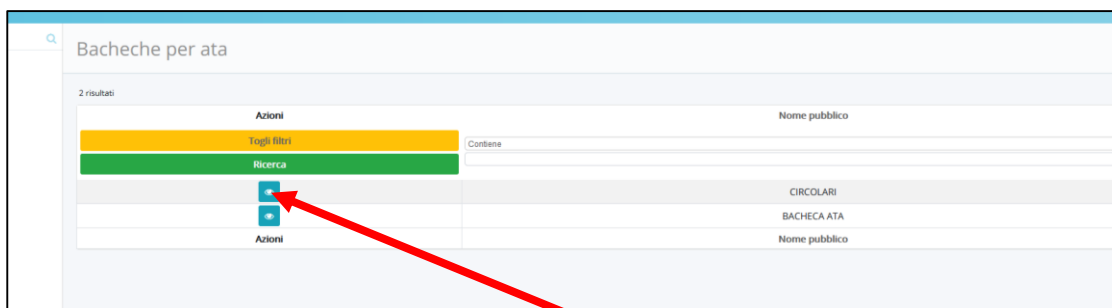 Bacheche per ata
2 risultati
Azioni Nome pubblico
Togli filtri Contiene
Ricerca
CIRCOLARI
BACHECA ATA
Azioni Nome pubblico